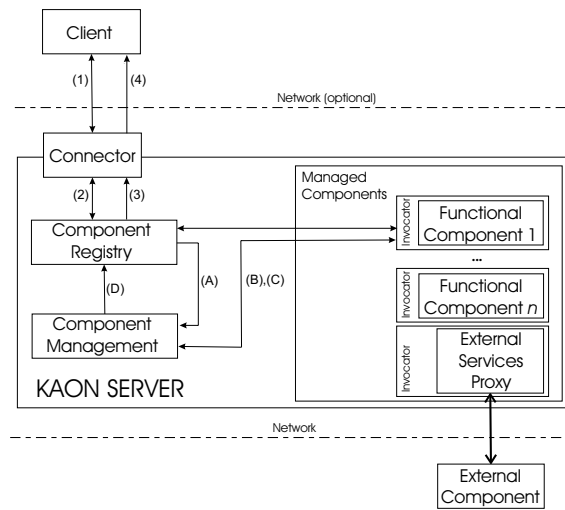 Client
(1)
(4)
Network (optional)
Connector
(2)
(3)
Managed
Components
Invocator
Functional
Component 1
Component
Registry
...
(A)
(B),(C)
(D)
Invocator
Functional
Component n
Component
Management
Invocator
External
Services
Proxy
KAON SERVER
Network
External
Component